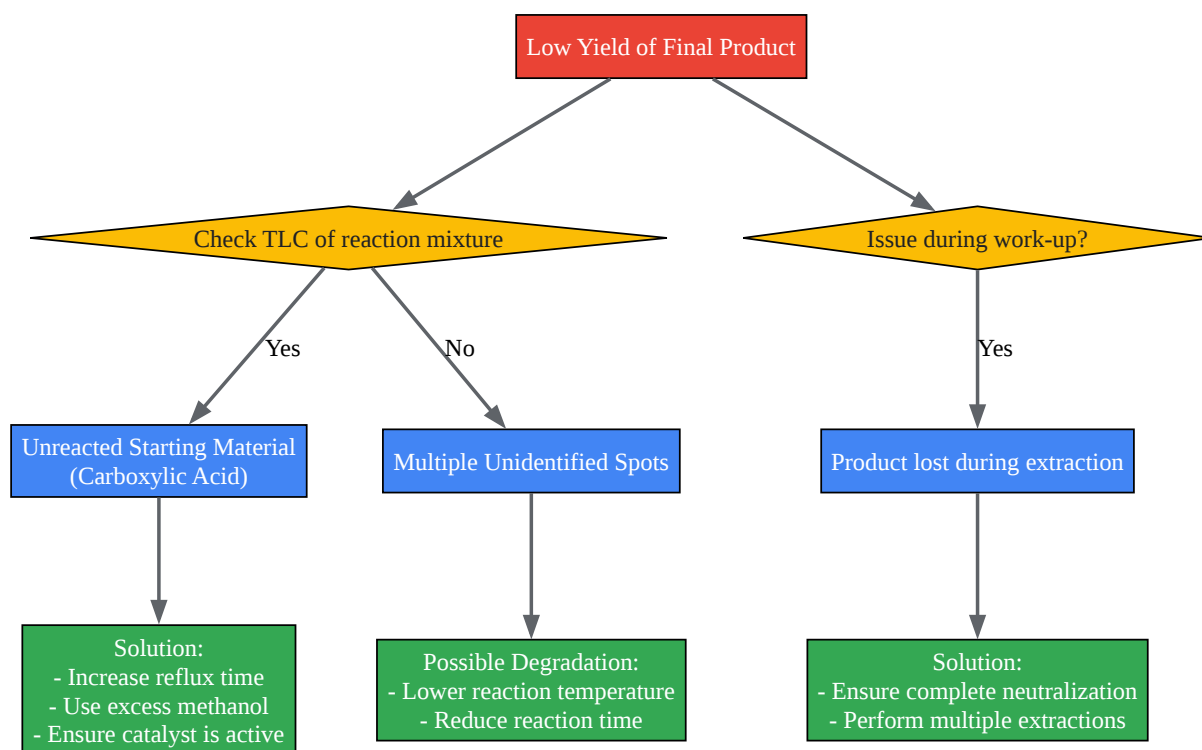 Low Yield of Final Product
Check TLC of reaction mixture
Issue during work-up?
Yes
No
Yes
Unreacted Starting Material
(Carboxylic Acid)
Multiple Unidentified Spots
Product lost during extraction
Solution:
- Increase reflux time
- Use excess methanol
- Ensure catalyst is active
Possible Degradation:
- Lower reaction temperature
- Reduce reaction time
Solution:
- Ensure complete neutralization
- Perform multiple extractions